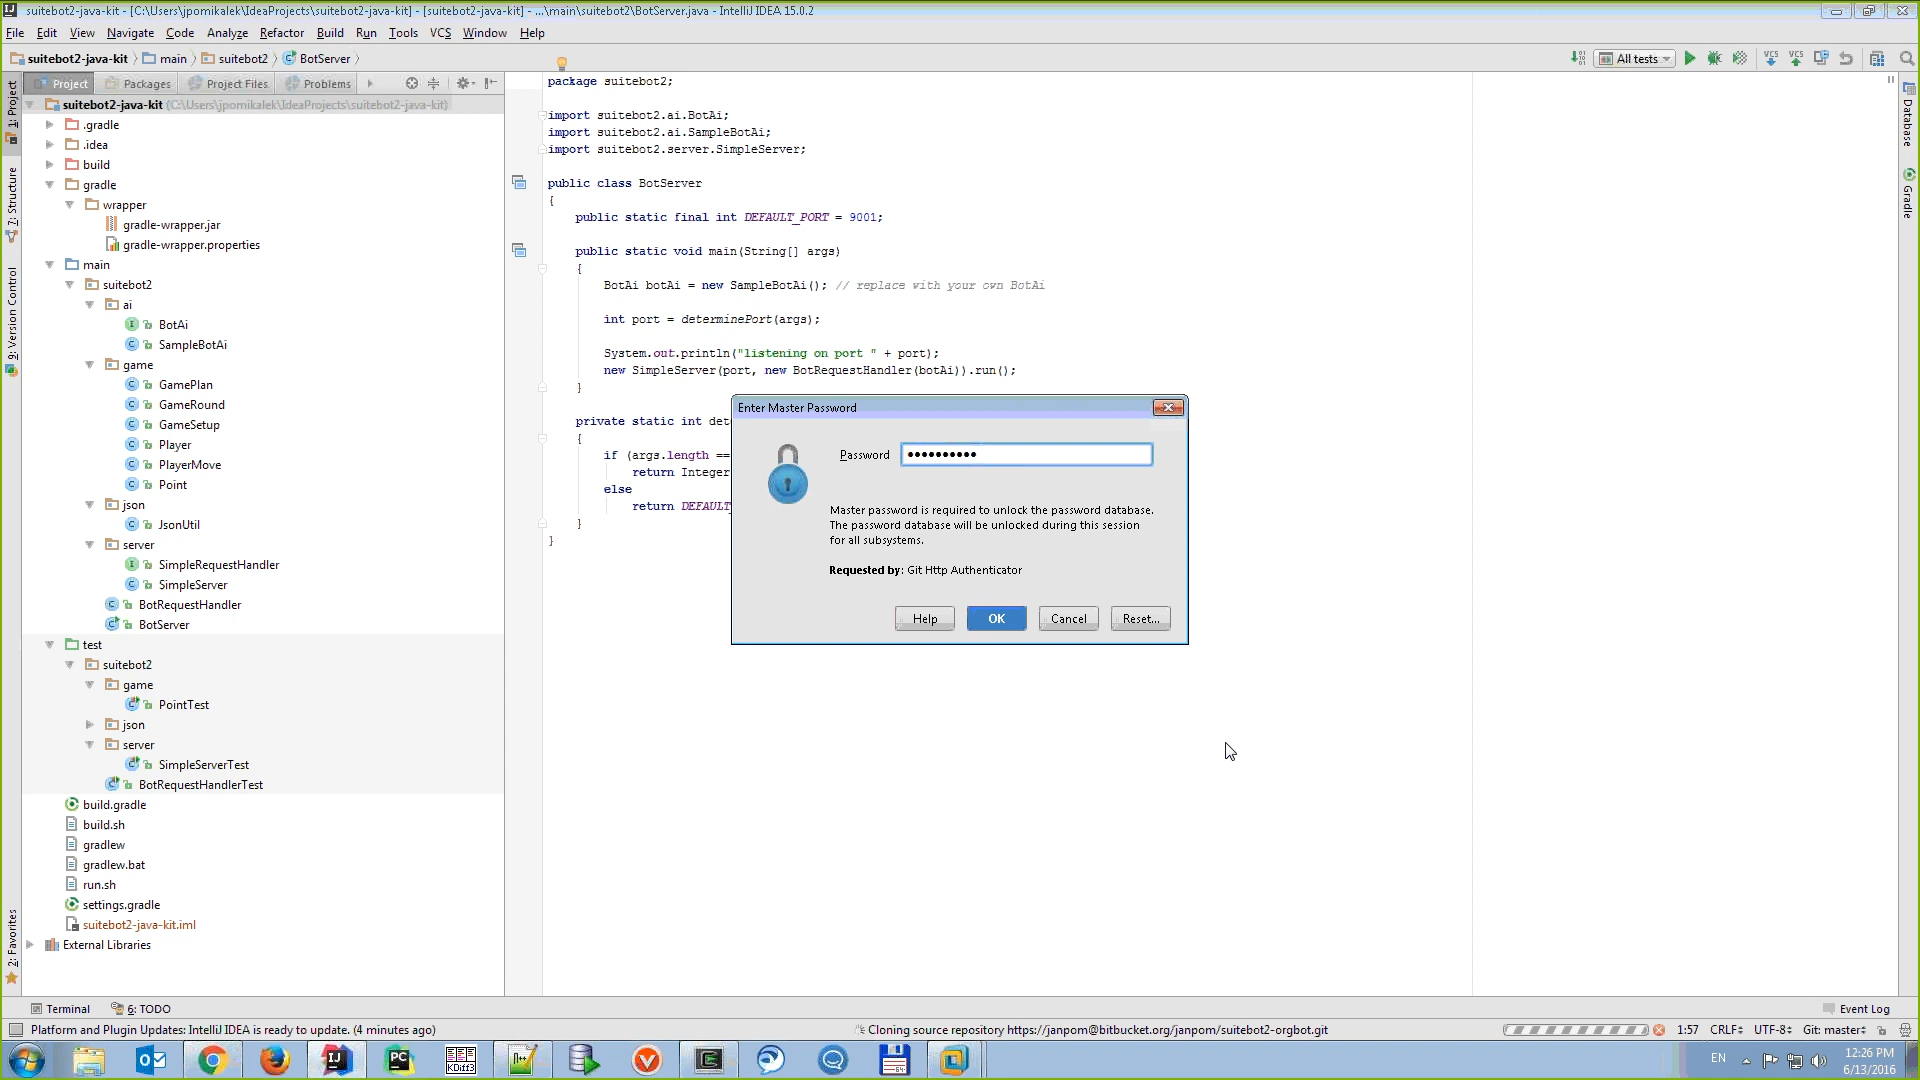 suitebot2-java-kit - [C:\Users\jpomikalek\IdeaProjects\suitebot2-java-kit] - [suitebot2-java-kit] - ...\main\suitebot2\BotServer.java - IntelliJ IDEA 15.0.2
File Edit View Navigate Code Analyze Refactor Build Run Tools VCS Window Help
suitebot2-java-kit main suitebot2 BotServer All tests
Project Packages Project Files Problems
suitebot2-java-kit (C:\Users\jpomikalek\IdeaProjects\suitebot2-java-kit)
.gradle
.idea
build
gradle
wrapper
gradle-wrapper.jar
gradle-wrapper.properties
main
suitebot2
ai
BotAi
SampleBotAi
game
GamePlan
GameRound
GameSetup
Player
PlayerMove
Point
json
JsonUtil
server
SimpleRequestHandler
SimpleServer
BotRequestHandler
BotServer
test
suitebot2
game
PointTest
json
server
SimpleServerTest
BotRequestHandlerTest
build.gradle
build.sh
gradlew
gradlew.bat
run.sh
settings.gradle
suitebot2-java-kit.iml
External Libraries
1: Project
7: Structure
9: Version Control
2: Favorites
package suitebot2;
import suitebot2.ai.BotAi;
import suitebot2.ai.SampleBotAi;
import suitebot2.server.SimpleServer;
public class BotServer
{
public static final int DEFAULT_PORT = 9001;
public static void main(String[] args)
{
BotAi botAi = new SampleBotAi(); // replace with your own BotAi
int port = determinePort(args);
System.out.println("listening on port " + port);
new SimpleServer(port, new BotRequestHandler(botAi)).run();
}
private static int det
{
if (args.length ==
return Integer
else
return DEFAULT_
}
}
Enter Master Password
Password ••••••••••
Master password is required to unlock the password database.
The password database will be unlocked during this session
for all subsystems.
Requested by: Git Http Authenticator
Help OK Cancel Reset...
Database
Gradle
Terminal 6: TODO Event Log
Platform and Plugin Updates: IntelliJ IDEA is ready to update. (4 minutes ago) Cloning source repository https://janpom@bitbucket.org/janpom/suitebot2-orgbot.git 1:57 CRLF UTF-8 Git: master
EN 12:26 PM
6/13/2016